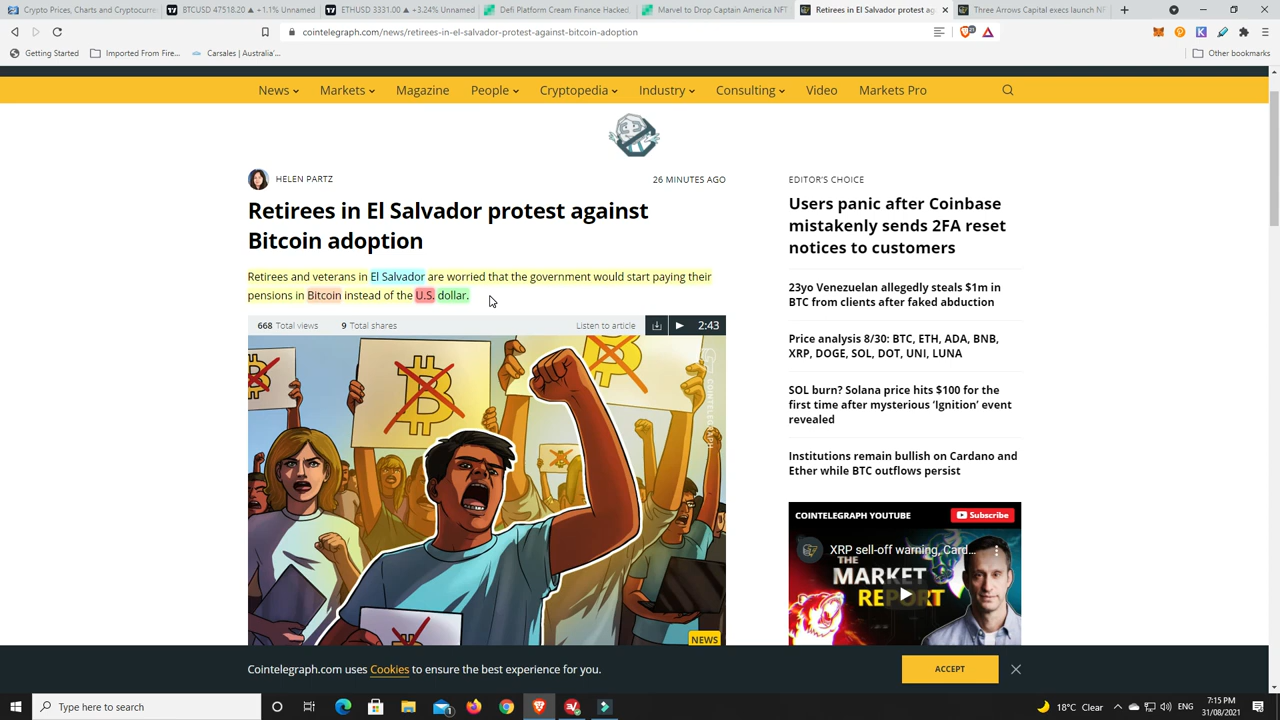 Crypto Prices, Charts and Cryptocurr
BTCUSD 47518.20 ▲ +1.1% Unnamed
ETHUSD 3331.00 ▲ +3.24% Unnamed
Defi Platform Cream Finance Hacked,
Marvel to Drop Captain America NFT
Retirees in El Salvador protest ag
Three Arrows Capital execs launch NF
cointelegraph.com/news/retirees-in-el-salvador-protest-against-bitcoin-adoption
Getting Started
Imported From Fire...
Carsales | Australia'...
Other bookmarks
News
Markets
Magazine
People
Cryptopedia
Industry
Consulting
Video
Markets Pro
HELEN PARTZ
26 MINUTES AGO
Retirees in El Salvador protest against
Bitcoin adoption
Retirees and veterans in El Salvador are worried that the government would start paying their
pensions in Bitcoin instead of the U.S. dollar.
668 Total views
9 Total shares
Listen to article
2:43
COINTELEGRAPH
NEWS
EDITOR'S CHOICE
Users panic after Coinbase
mistakenly sends 2FA reset
notices to customers
23yo Venezuelan allegedly steals $1m in
BTC from clients after faked abduction
Price analysis 8/30: BTC, ETH, ADA, BNB,
XRP, DOGE, SOL, DOT, UNI, LUNA
SOL burn? Solana price hits $100 for the
first time after mysterious ‘Ignition’ event
revealed
Institutions remain bullish on Cardano and
Ether while BTC outflows persist
COINTELEGRAPH YOUTUBE
Subscribe
XRP sell-off warning, Card...
THE
MARKET
REPORT
Cointelegraph.com uses Cookies to ensure the best experience for you.
ACCEPT
Type here to search
18°C Clear
ENG
7:15 PM
31/08/2021